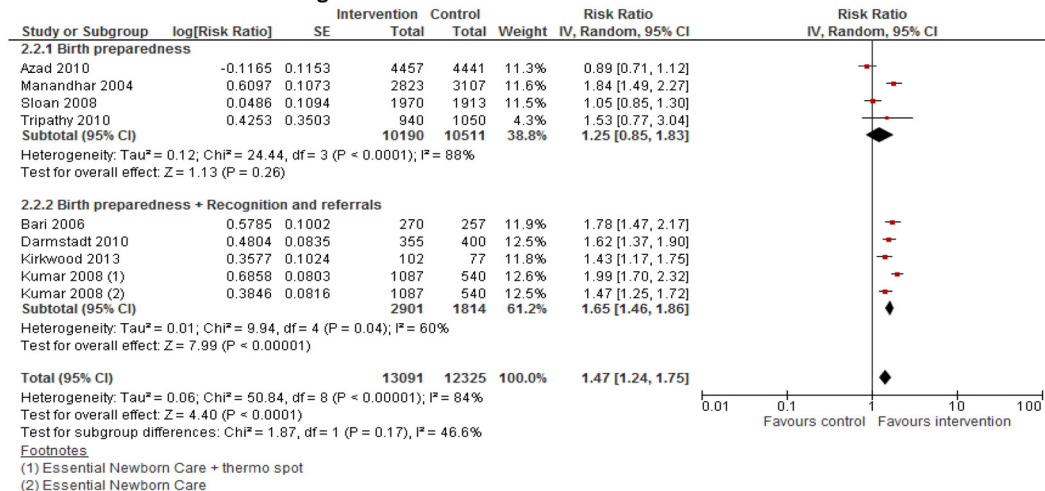 Intervention Control Risk Ratio Risk Ratio
Study or Subgroup log[Risk Ratio] SE Total Total Weight IV, Random, 95% CI IV, Random, 95% CI
2.2.1 Birth preparedness
Azad 2010 -0.1165 0.1153 4457 4441 11.3% 0.89 [0.71, 1.12]
Manandhar 2004 0.6097 0.1073 2823 3107 11.6% 1.84 [1.49, 2.27]
Sloan 2008 0.0486 0.1094 1970 1913 11.5% 1.05 [0.85, 1.30]
Tripathy 2010 0.4253 0.3503 940 1050 4.3% 1.53 [0.77, 3.04]
Subtotal (95% CI) 10190 10511 38.8% 1.25 [0.85, 1.83]
Heterogeneity: Tau² = 0.12; Chi² = 24.44, df = 3 (P < 0.0001); I² = 88%
Test for overall effect: Z = 1.13 (P = 0.26)
2.2.2 Birth preparedness + Recognition and referrals
Bari 2006 0.5785 0.1002 270 257 11.9% 1.78 [1.47, 2.17]
Darmstadt 2010 0.4804 0.0835 355 400 12.5% 1.62 [1.37, 1.90]
Kirkwood 2013 0.3577 0.1024 102 77 11.8% 1.43 [1.17, 1.75]
Kumar 2008 (1) 0.6858 0.0803 1087 540 12.6% 1.99 [1.70, 2.32]
Kumar 2008 (2) 0.3846 0.0816 1087 540 12.5% 1.47 [1.25, 1.72]
Subtotal (95% CI) 2901 1814 61.2% 1.65 [1.46, 1.86]
Heterogeneity: Tau² = 0.01; Chi² = 9.94, df = 4 (P = 0.04); I² = 60%
Test for overall effect: Z = 7.99 (P < 0.00001)
Total (95% CI) 13091 12325 100.0% 1.47 [1.24, 1.75]
Heterogeneity: Tau² = 0.06; Chi² = 50.84, df = 8 (P < 0.00001); I² = 84%
Test for overall effect: Z = 4.40 (P < 0.0001)
Test for subgroup differences: Chi² = 1.87, df = 1 (P = 0.17), I² = 46.6%
0.01 0.1 1 10 100
Favours control Favours intervention
Footnotes
(1) Essential Newborn Care + thermo spot
(2) Essential Newborn Care